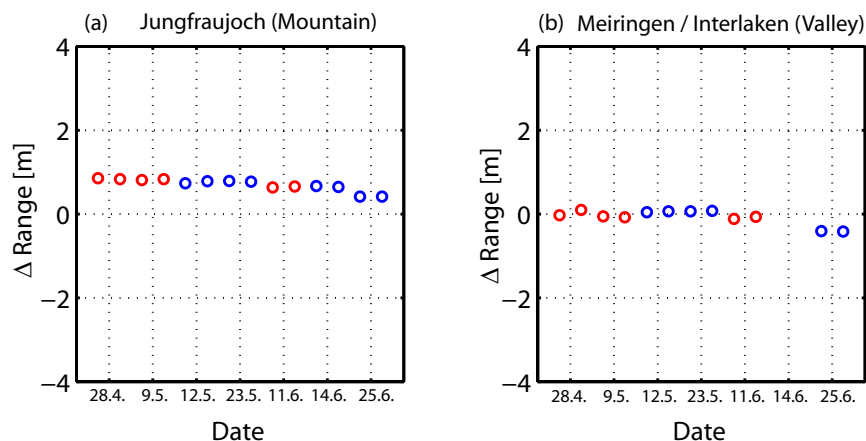 (a) Jungfraujoch (Mountain)
4
2
0
−2
−4
Δ Range [m]
28.4. 9.5. 12.5. 23.5. 11.6. 14.6. 25.6.
Date
(b) Meiringen / Interlaken (Valley)
4
2
0
−2
−4
Δ Range [m]
28.4. 9.5. 12.5. 23.5. 11.6. 14.6. 25.6.
Date